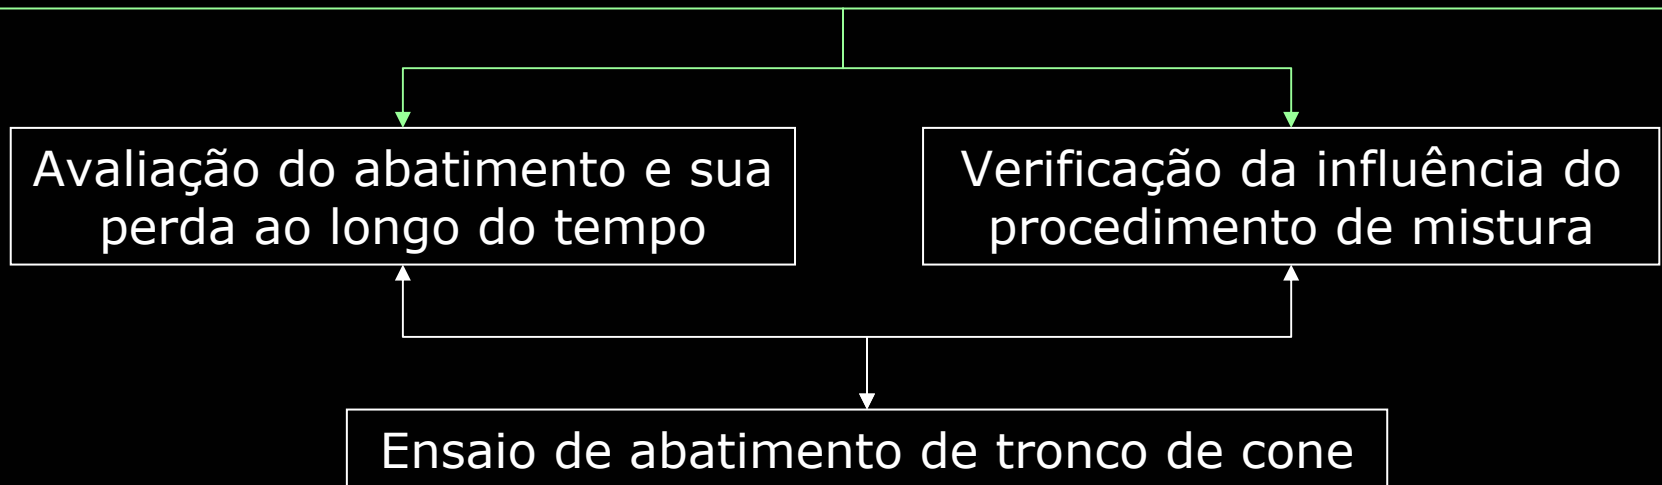 Avaliação do abatimento e sua
perda ao longo do tempo
Verificação da influência do
procedimento de mistura
Ensaio de abatimento de tronco de cone